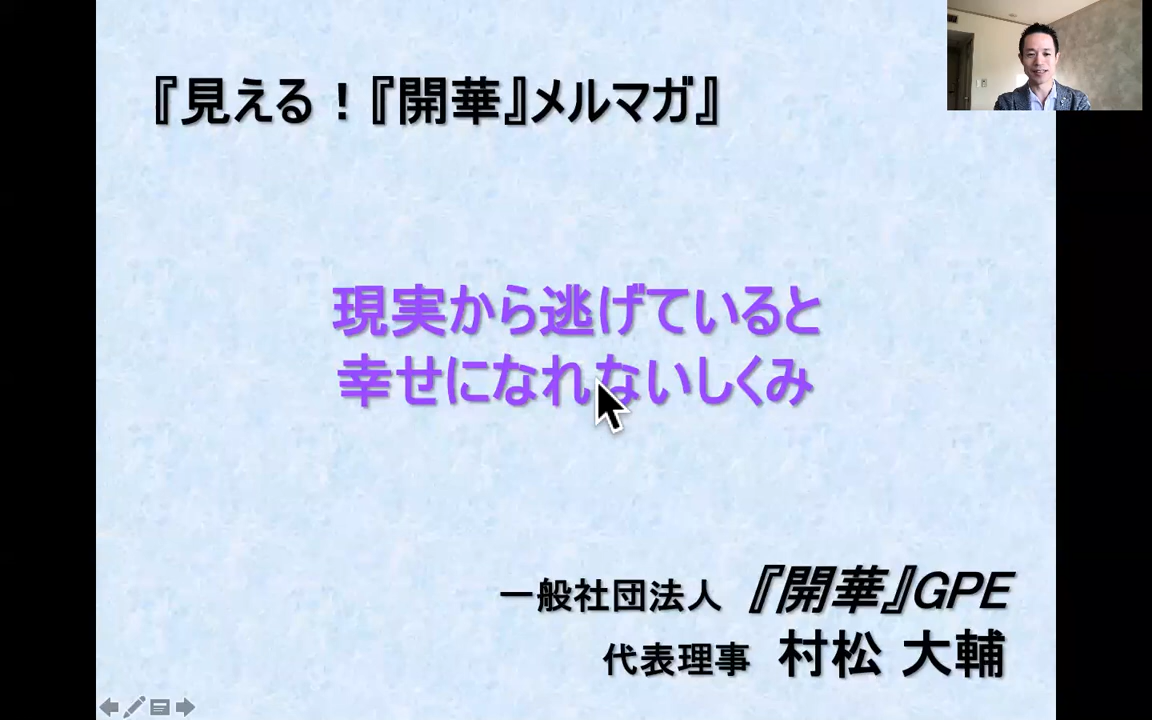 『見える！『開華』メルマガ』
現実から逃げていると
幸せになれないしくみ
一般社団法人 『開華』GPE
代表理事 村松 大輔